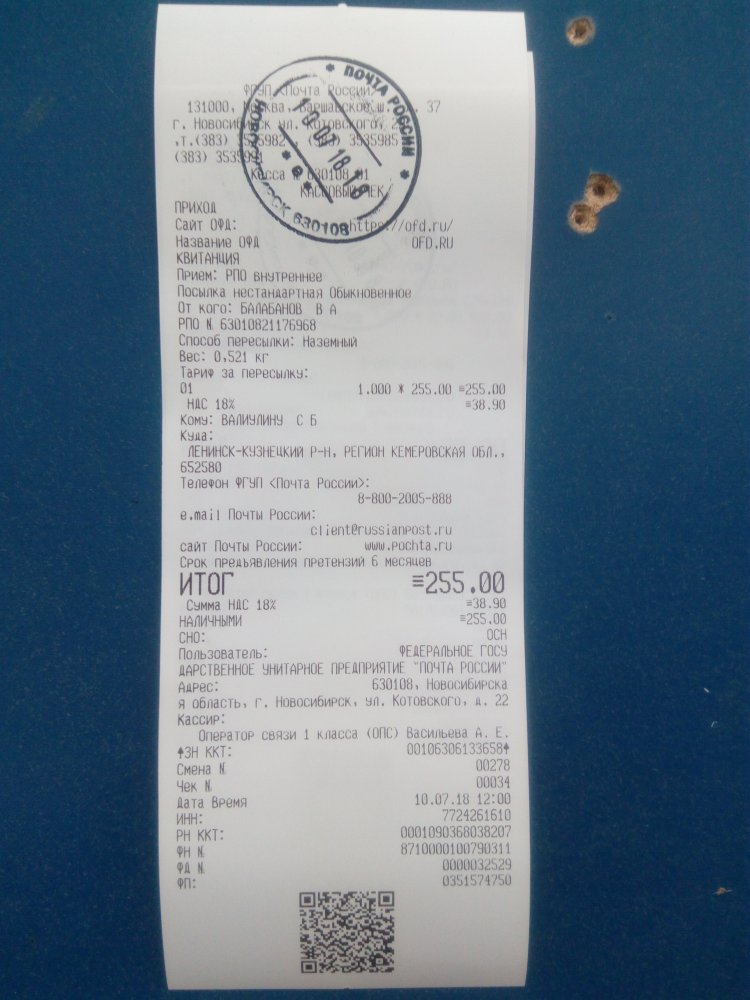 ФГУП <Почта России>
131000, Москва, Варшавское ш., 37
г. Новосибирск ул. Котовского,
,т.(383) 3535985
(383)
Касса N 630108
КАССОВЫЙ ЧЕК
ПОЧТА РОССИИ
10 07 18 18
630108
ПРИХОД
Сайт ОФД: https://ofd.ru/
Название ОФД OFD.RU
КВИТАНЦИЯ
Прием: РПО внутреннее
Посылка нестандартная Обыкновенное
От кого: БАЛАБАНОВ В А
РПО N 63010821176968
Способ пересылки: Наземный
Вес: 0,521 кг
Тариф за пересылку:
01 1.000 * 255.00 ≡255.00
НДС 18% ≡38.90
Кому: ВАЛИУЛИНУ С Б
Куда:
ЛЕНИНСК-КУЗНЕЦКИЙ Р-Н, РЕГИОН КЕМЕРОВСКАЯ ОБЛ.,
652580
Телефон ФГУП <Почта России>:
8-800-2005-888
e.mail Почты России:
client@russianpost.ru
сайт Почты России: www.pochta.ru
Срок предъявления претензий 6 месяцев
ИТОГ ≡255.00
Сумма НДС 18% ≡38.90
НАЛИЧНЫМИ ≡255.00
СНО: ОСН
Пользователь: ФЕДЕРАЛЬНОЕ ГОСУ
ДАРСТВЕННОЕ УНИТАРНОЕ ПРЕДПРИЯТИЕ "ПОЧТА РОССИИ"
Адрес: 630108, Новосибирска
я область, г. Новосибирск, ул. Котовского, д. 22
Кассир:
Оператор связи 1 класса (ОПС) Васильева А. Е.
ЗН ККТ: 00106306133658
Смена N 00278
Чек N 00034
Дата Время 10.07.18 12:00
ИНН: 7724261610
РН ККТ: 0001090368038207
ФН N 8710000100790311
ФД N 0000032529
ФП: 0351574750